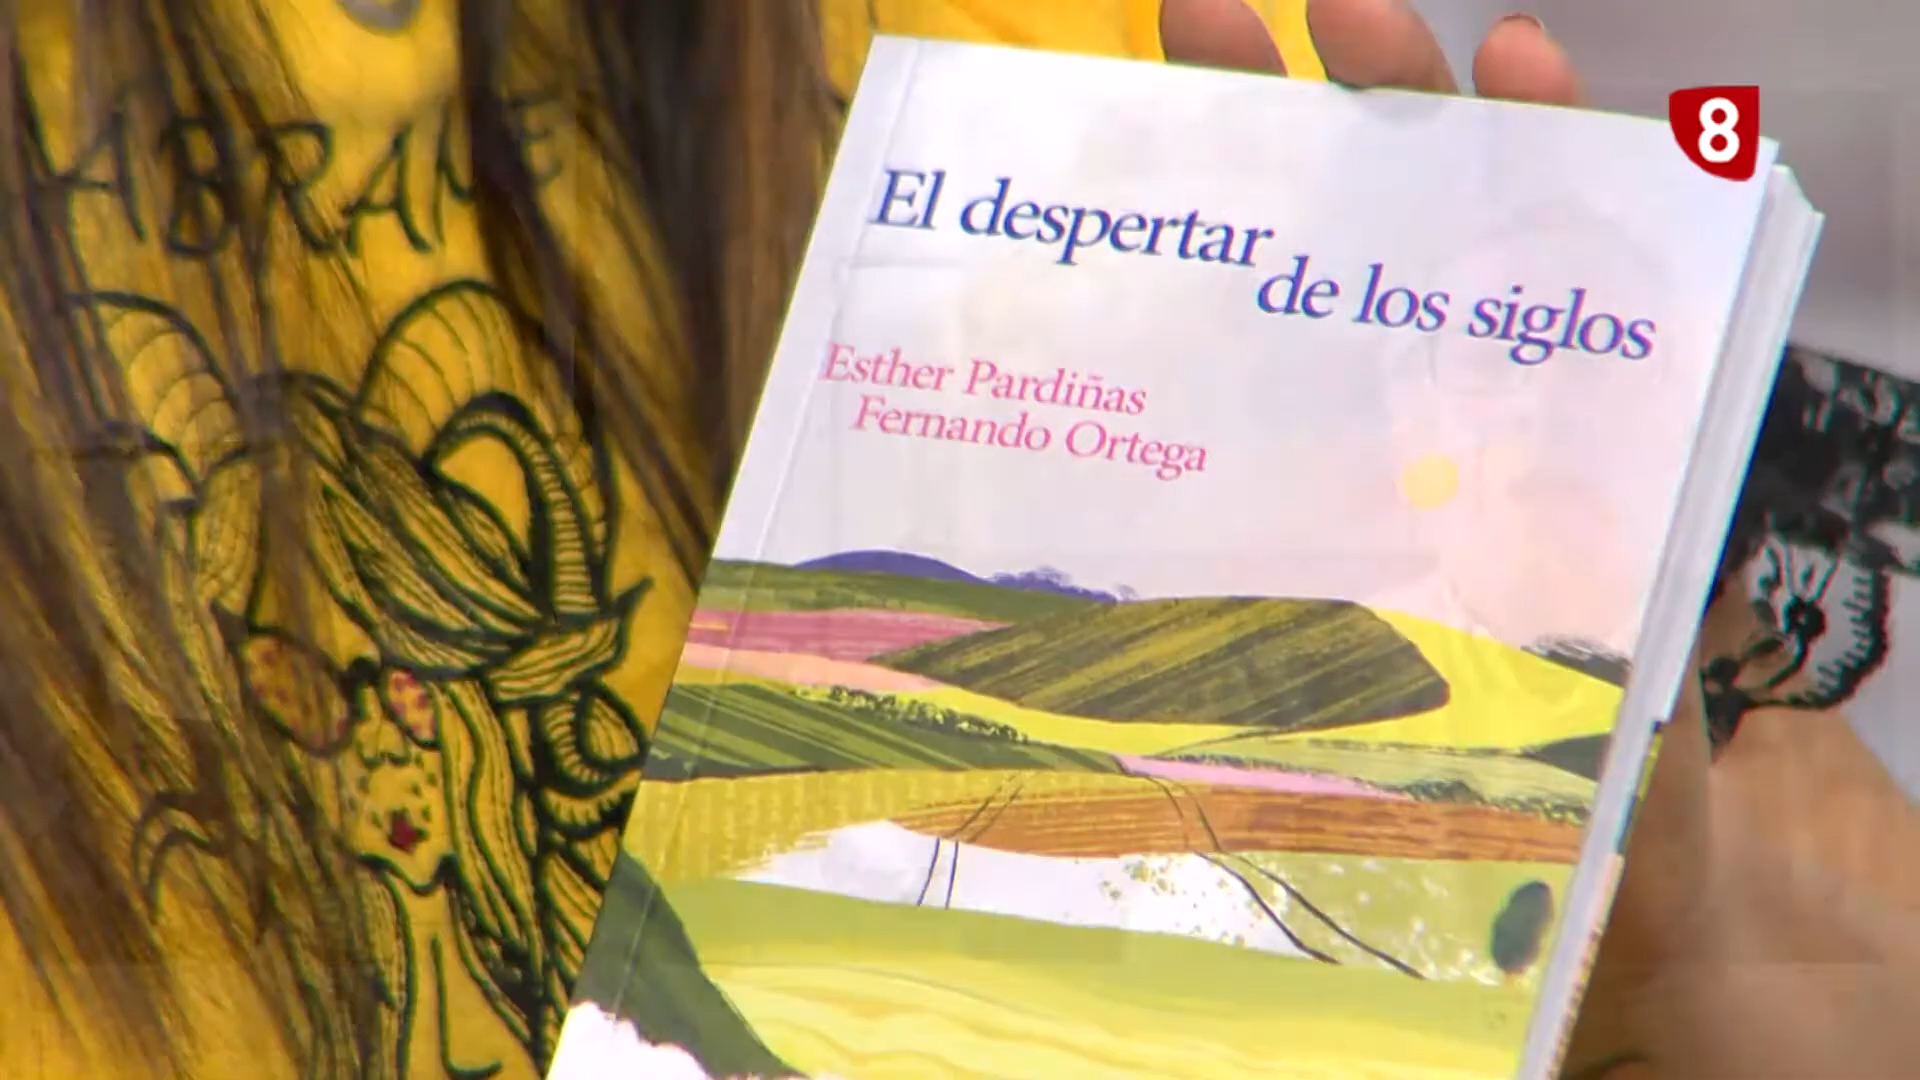 El despertar
de los siglos
Esther Pardiñas
Fernando Ortega
8